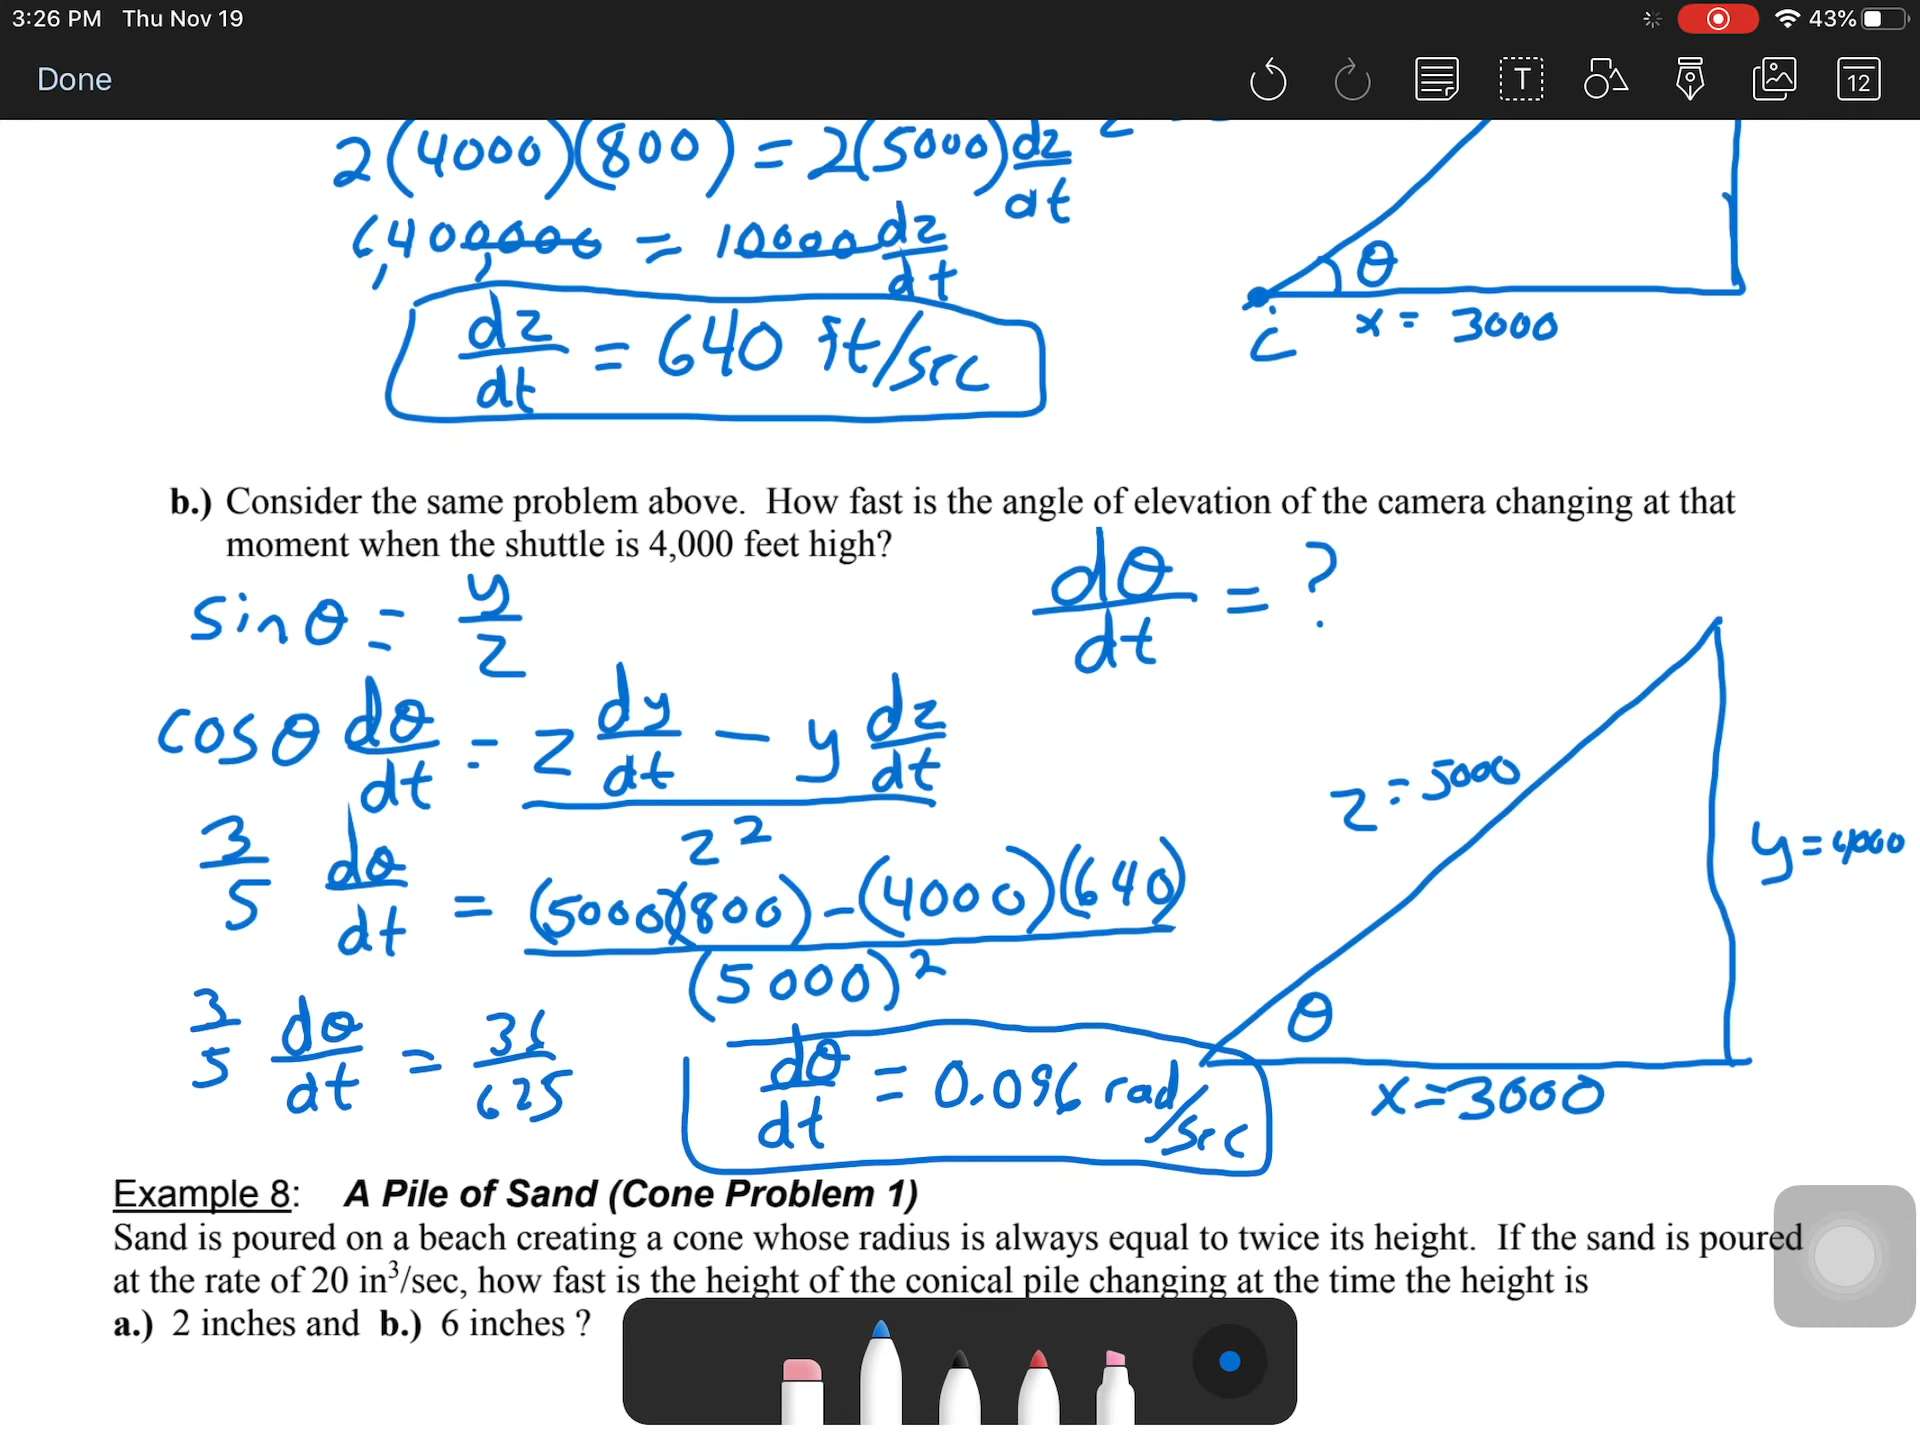 3:26 PM Thu Nov 19 43%
Done T 12
2(4000)(800) = 2(5000) dz/dt
6,400,000 = 10000 dz/dt
dz/dt = 640 ft/sec
θ
C x = 3000
b.) Consider the same problem above. How fast is the angle of elevation of the camera changing at that
moment when the shuttle is 4,000 feet high?
dθ/dt = ?
sinθ = y/z
cosθ dθ/dt = (z dy/dt - y dz/dt)/z²
3/5 dθ/dt = ((5000)(800) - (4000)(640))/(5000)²
3/5 dθ/dt = 36/625
dθ/dt = 0.096 rad/sec
z = 5000
y = 4000
θ
x = 3000
Example 8: A Pile of Sand (Cone Problem 1)
Sand is poured on a beach creating a cone whose radius is always equal to twice its height. If the sand is poured
at the rate of 20 in³/sec, how fast is the height of the conical pile changing at the time the height is
a.) 2 inches and b.) 6 inches ?